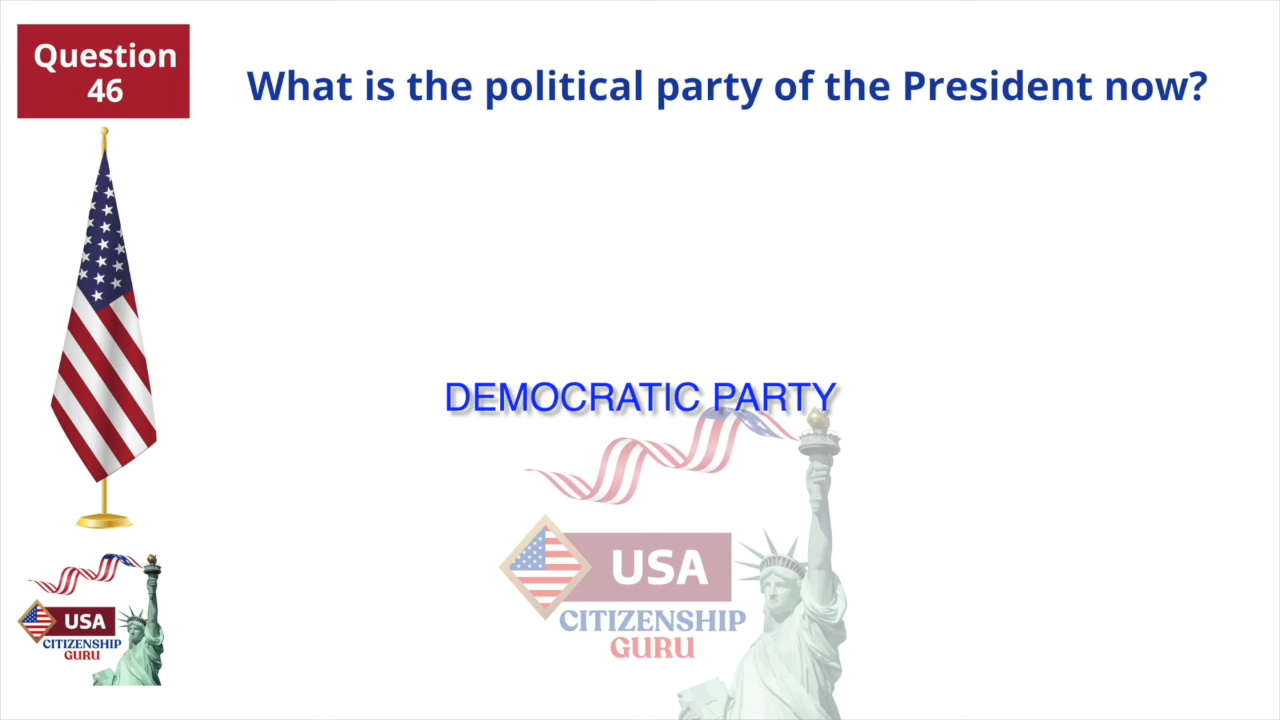 Question
46
What is the political party of the President now?
DEMOCRATIC PARTY
USA
CITIZENSHIP
GURU
USA
CITIZENSHIP
GURU